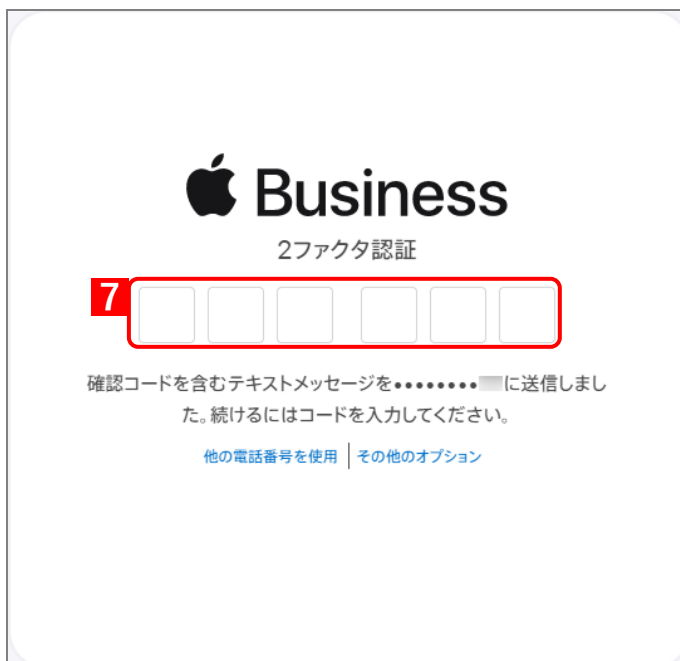 Business
2ファクタ認証
7
確認コードを含むテキストメッセージを••••••••に送信しまし
た。続けるにはコードを入力してください。
他の電話番号を使用 | その他のオプション